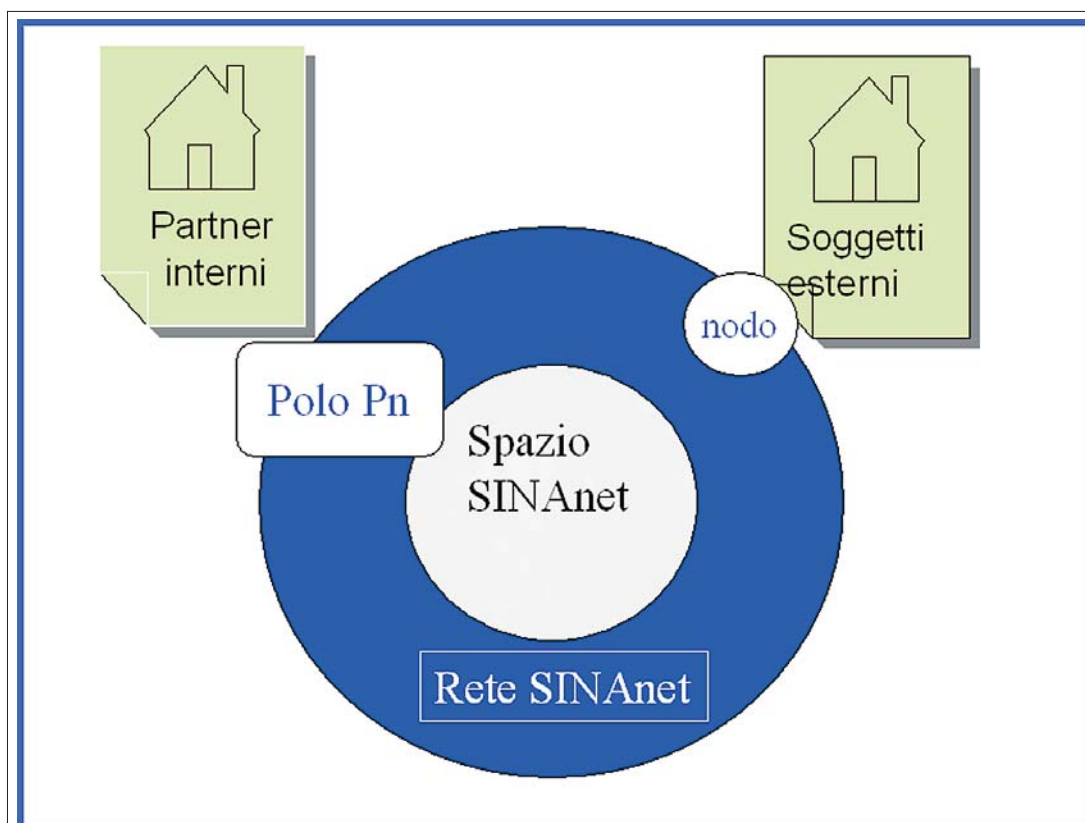 Partner
interni
Soggetti
esterni
nodo
Polo Pn
Spazio
SINAnet
Rete SINAnet